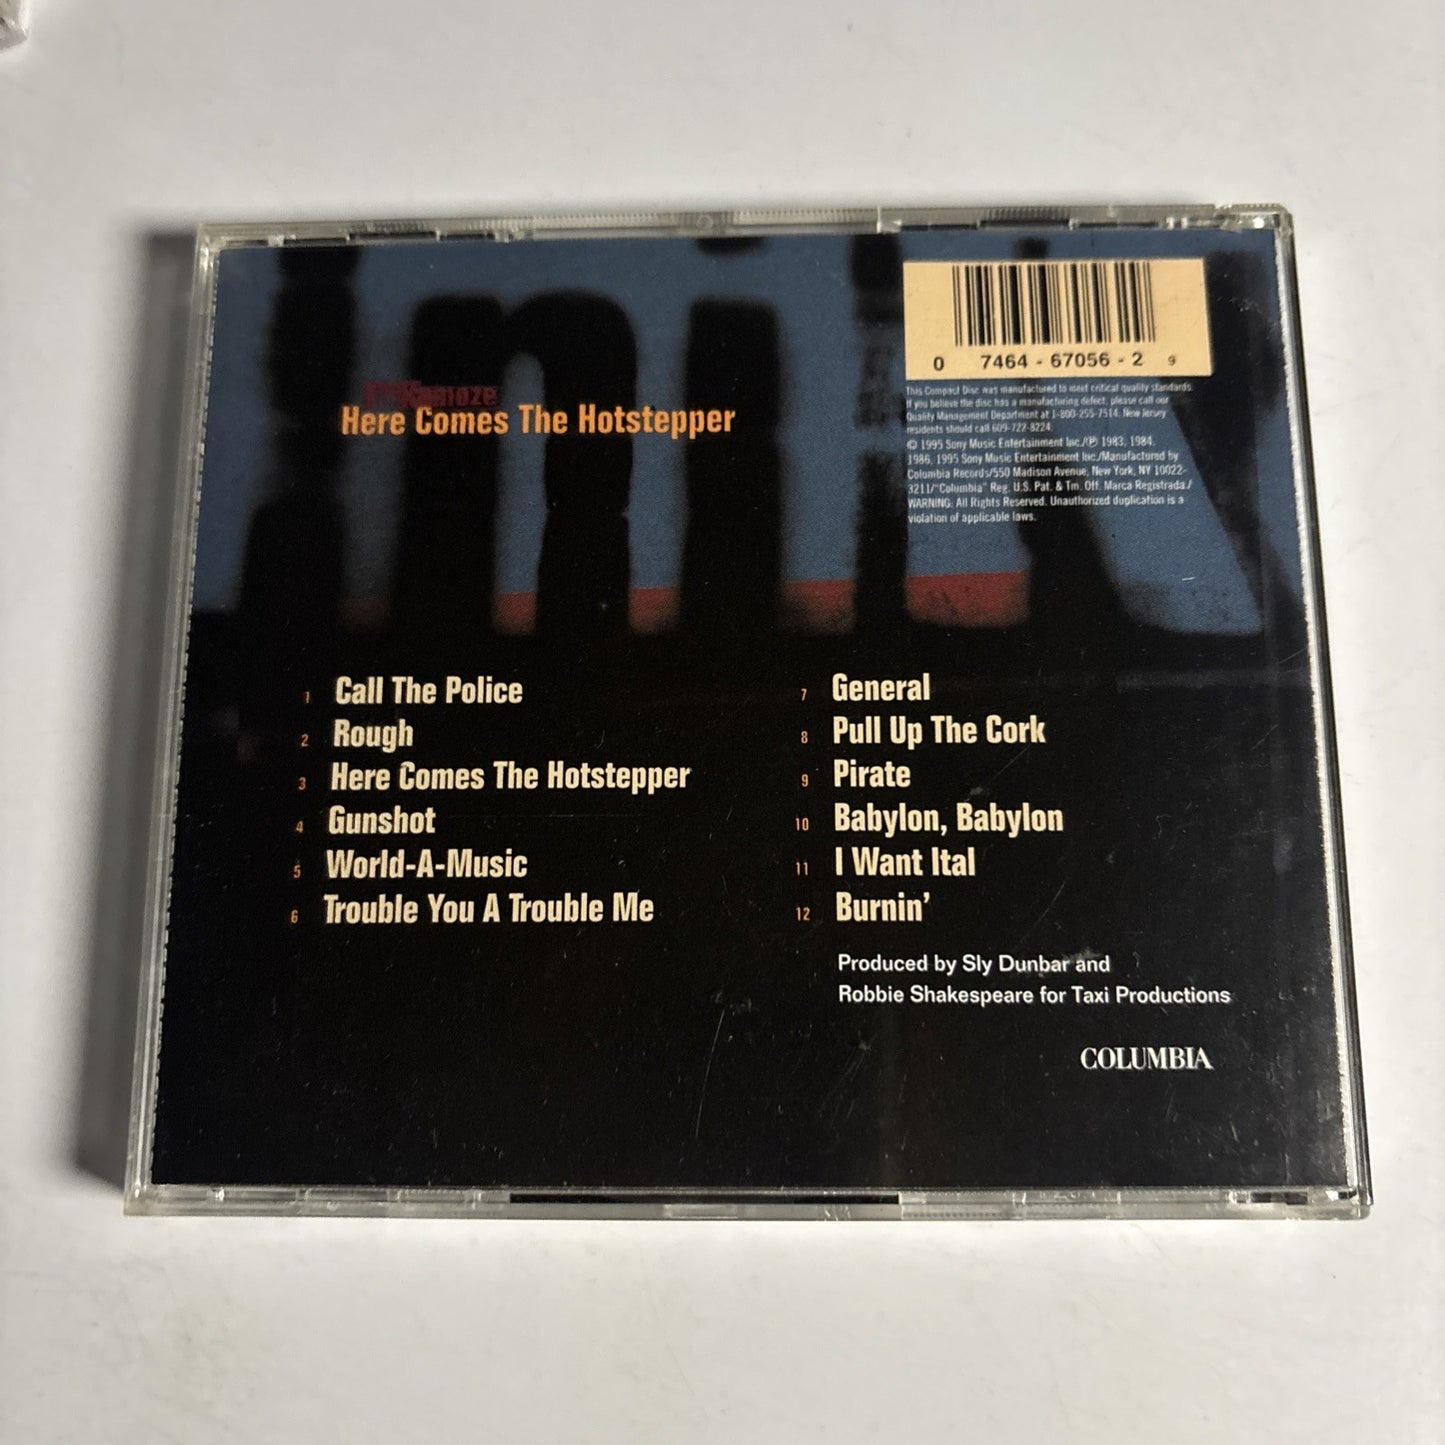 Kamoze
Here Comes The Hotstepper
0 7464 - 67056 - 2 9
This Compact Disc was manufactured to meet critical quality standards.
If you believe the disc has a manufacturing defect, please call our
Quality Management Department at 1-800-255-7514. New Jersey
residents should call 609-722-8224.
© 1995 Sony Music Entertainment Inc./℗ 1983, 1984,
1986, 1995 Sony Music Entertainment Inc./Manufactured by
Columbia Records/550 Madison Avenue, New York, NY 10022-
3211/"Columbia" Reg. U.S. Pat. & Tm. Off. Marca Registrada./
WARNING: All Rights Reserved. Unauthorized duplication is a
violation of applicable laws.
1 Call The Police
2 Rough
3 Here Comes The Hotstepper
4 Gunshot
5 World-A-Music
6 Trouble You A Trouble Me
7 General
8 Pull Up The Cork
9 Pirate
10 Babylon, Babylon
11 I Want Ital
12 Burnin'
Produced by Sly Dunbar and
Robbie Shakespeare for Taxi Productions
COLUMBIA